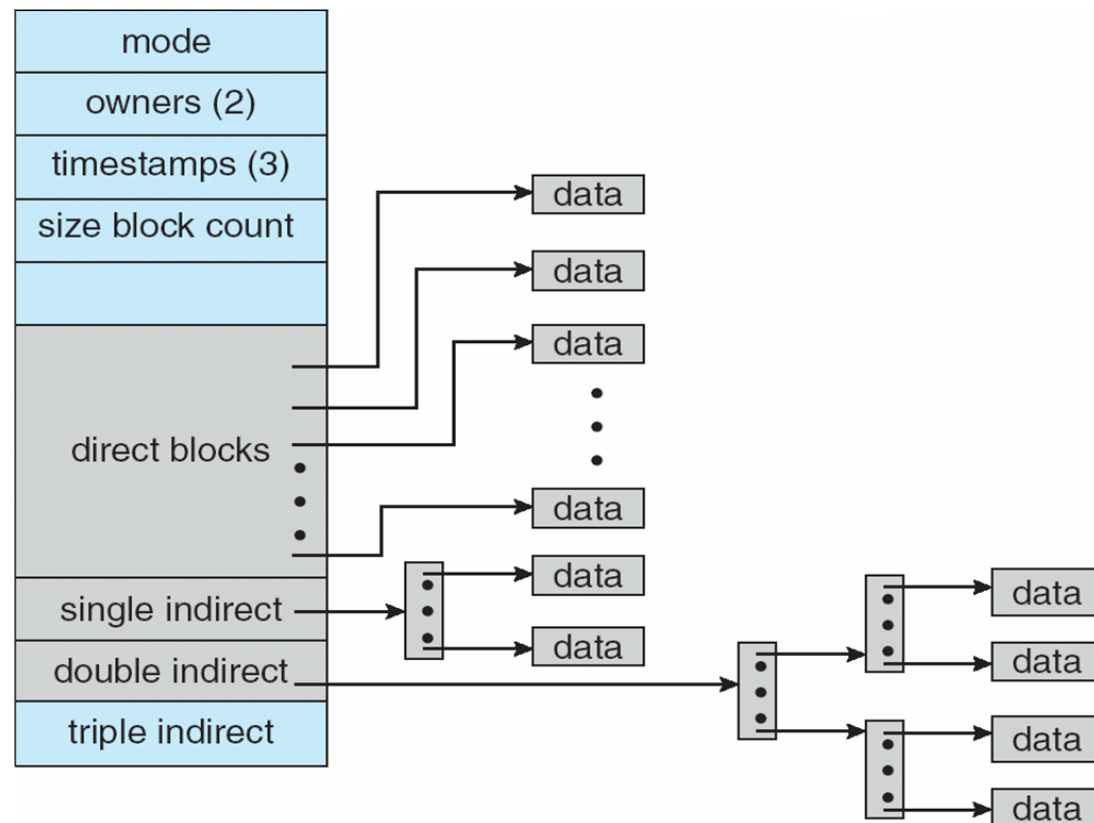 mode
owners (2)
timestamps (3)
size block count
direct blocks
single indirect
double indirect
triple indirect
data
data
data
data
data
data
data
data
data
data